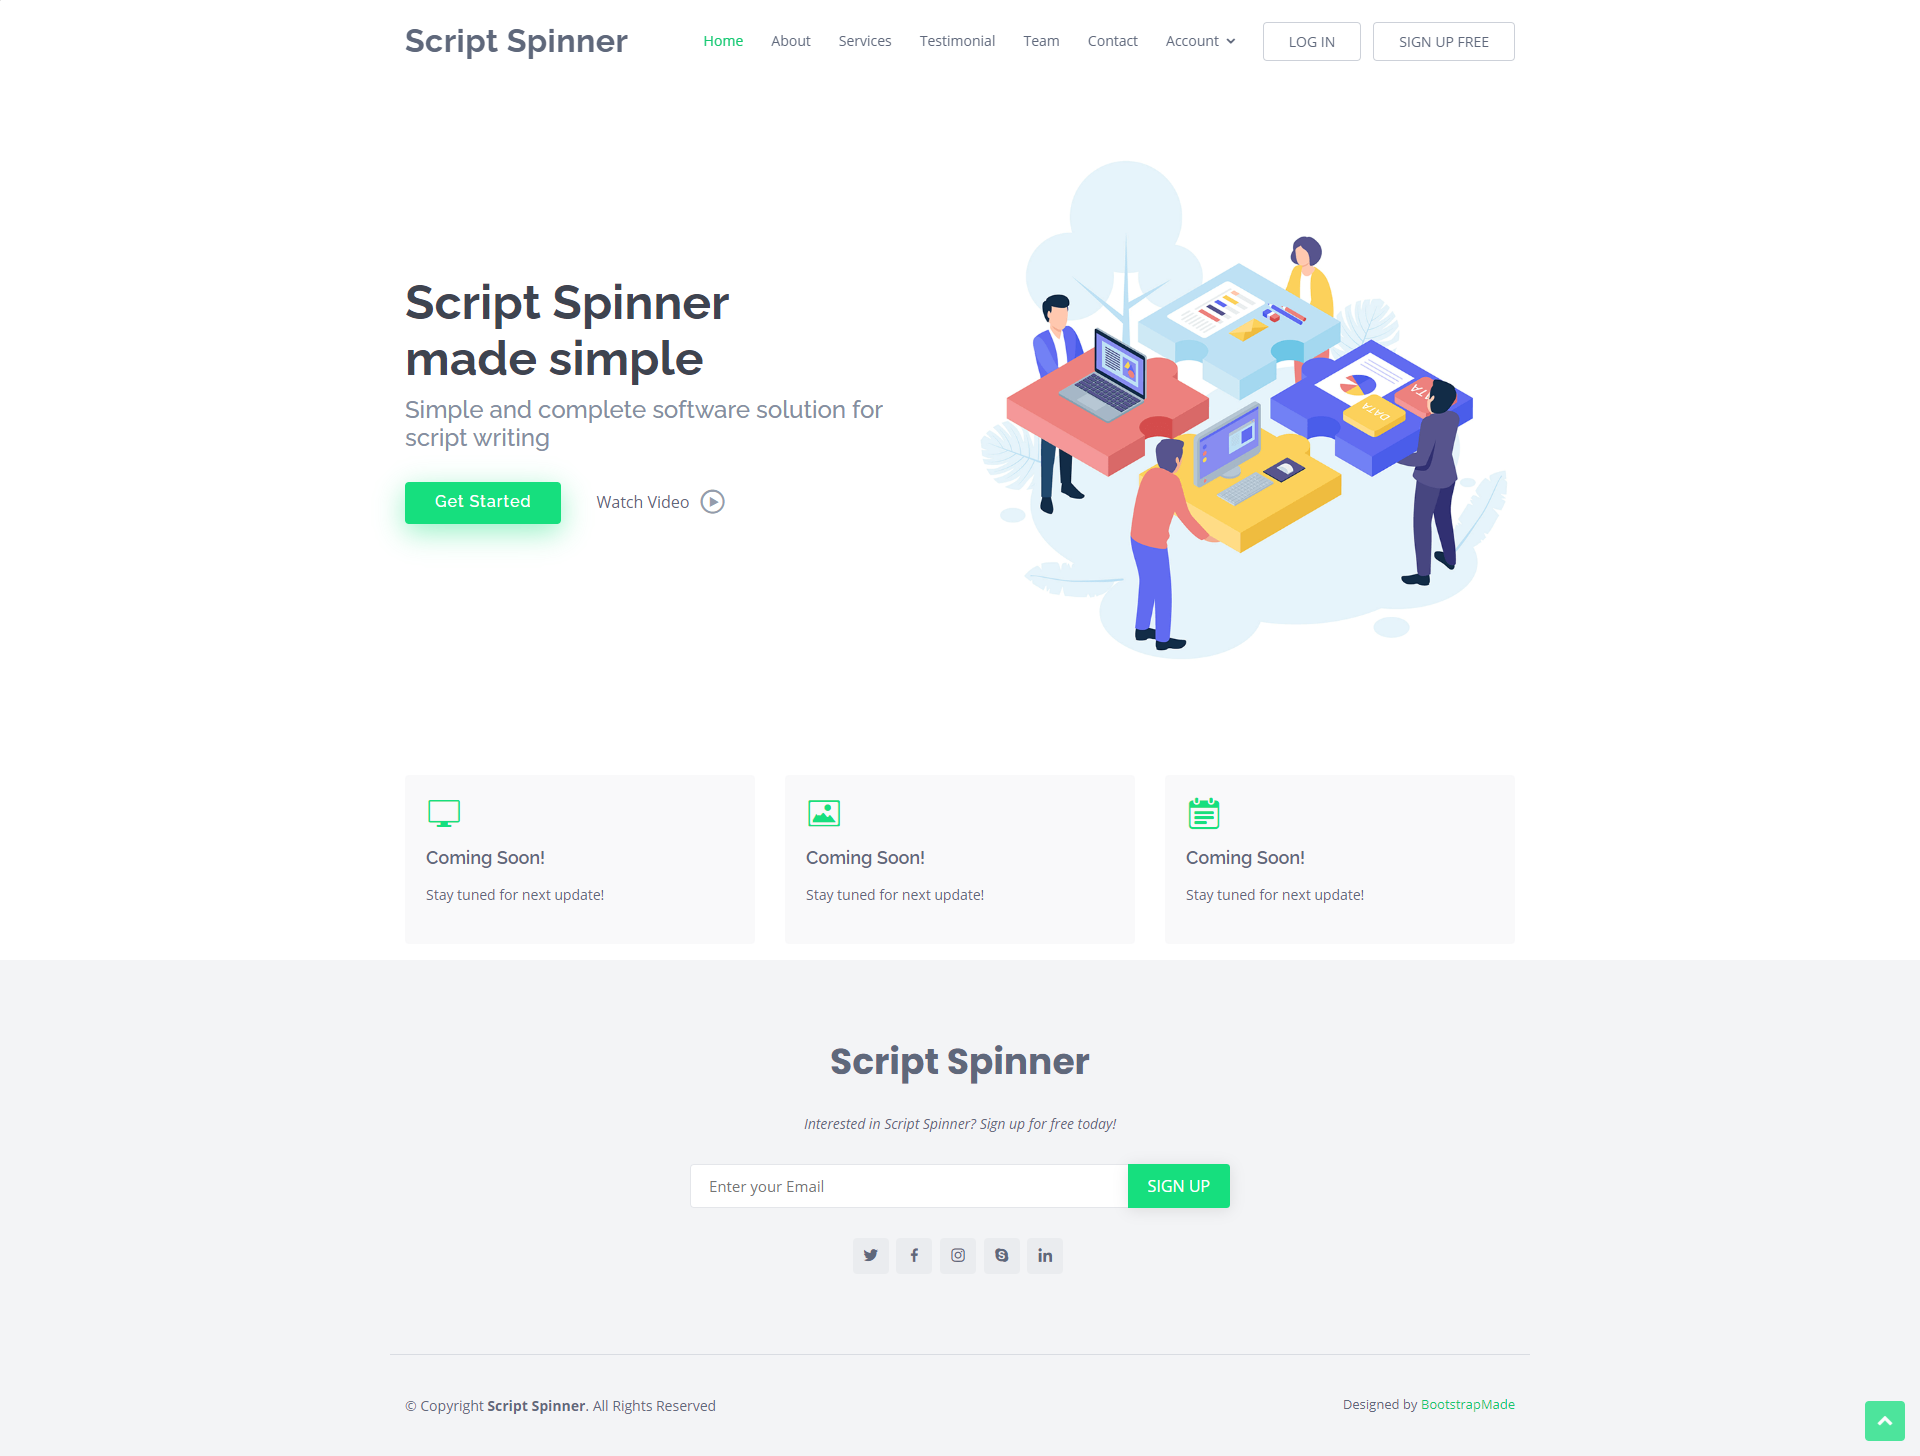 Script Spinner
Home
About
Services
Testimonial
Team
Contact
Account
LOG IN
SIGN UP FREE
Script Spinner
made simple
Simple and complete software solution for
script writing
Get Started
Watch Video
DATA
Coming Soon!
Stay tuned for next update!
Coming Soon!
Stay tuned for next update!
Coming Soon!
Stay tuned for next update!
Script Spinner
Interested in Script Spinner? Sign up for free today!
Enter your Email
SIGN UP
© Copyright Script Spinner. All Rights Reserved
Designed by BootstrapMade